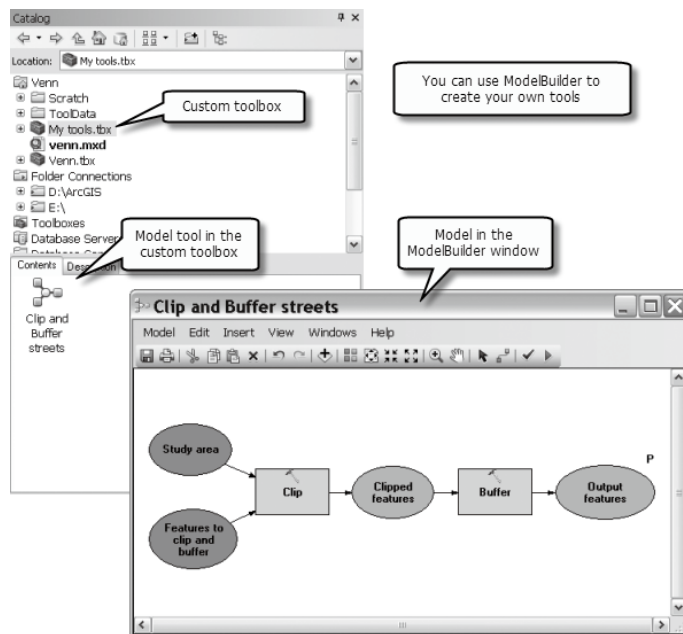 Catalog
Location: My tools.tbx
Venn
Scratch
ToolData
My tools.tbx
venn.mxd
Venn.tbx
Folder Connections
D:\ArcGIS
E:\
Toolboxes
Database Server
Custom toolbox
You can use ModelBuilder to
create your own tools
Model tool in the
custom toolbox
Model in the
ModelBuilder window
Contents
Clip and
Buffer
streets
Clip and Buffer streets
Model Edit Insert View Windows Help
Study area
Features to
clip and
buffer
Clip
Clipped
features
Buffer
Output
features
P